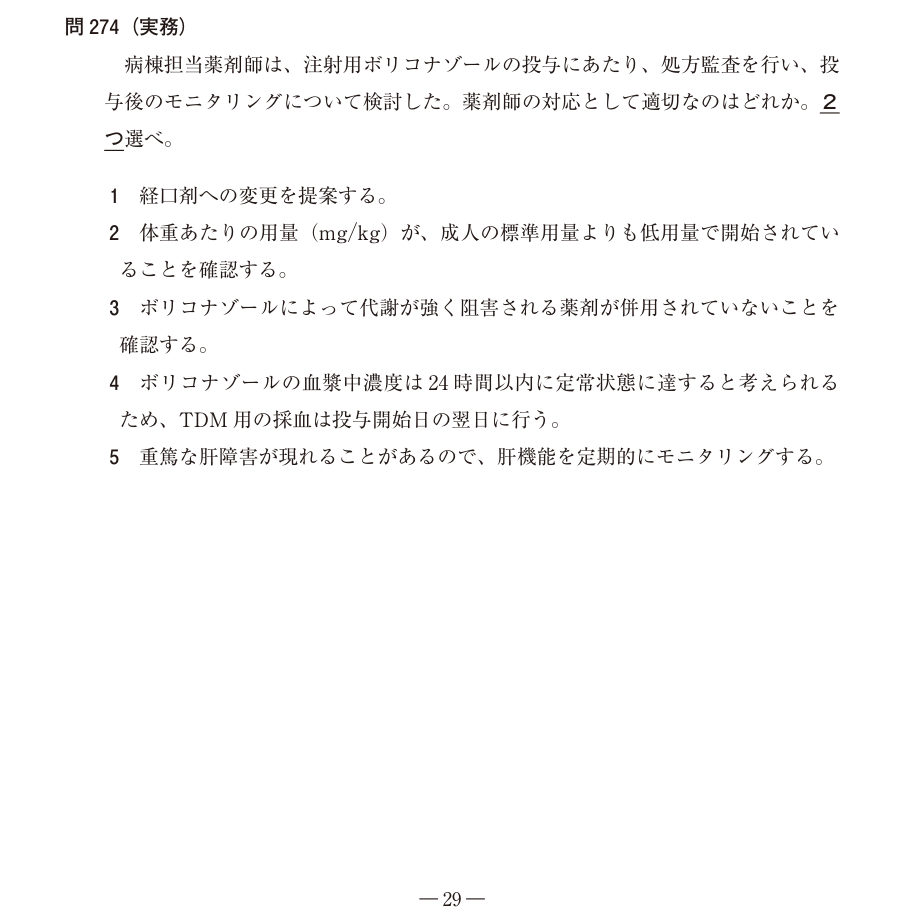 問 274（実務）
病棟担当薬剤師は、注射用ボリコナゾールの投与にあたり、処方監査を行い、投
与後のモニタリングについて検討した。薬剤師の対応として適切なのはどれか。2
つ選べ。
1 経口剤への変更を提案する。
2 体重あたりの用量（mg/kg）が、成人の標準用量よりも低用量で開始されてい
ることを確認する。
3 ボリコナゾールによって代謝が強く阻害される薬剤が併用されていないことを
確認する。
4 ボリコナゾールの血漿中濃度は 24 時間以内に定常状態に達すると考えられる
ため、TDM 用の採血は投与開始日の翌日に行う。
5 重篤な肝障害が現れることがあるので、肝機能を定期的にモニタリングする。
— 29 —